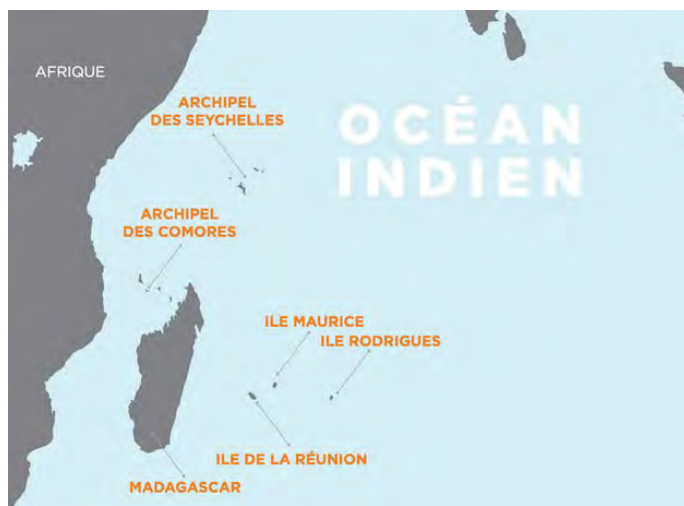 AFRIQUE
ARCHIPEL
DES SEYCHELLES
OCÉAN
INDIEN
ARCHIPEL
DES COMORES
ILE MAURICE
ILE RODRIGUES
ILE DE LA RÉUNION
MADAGASCAR